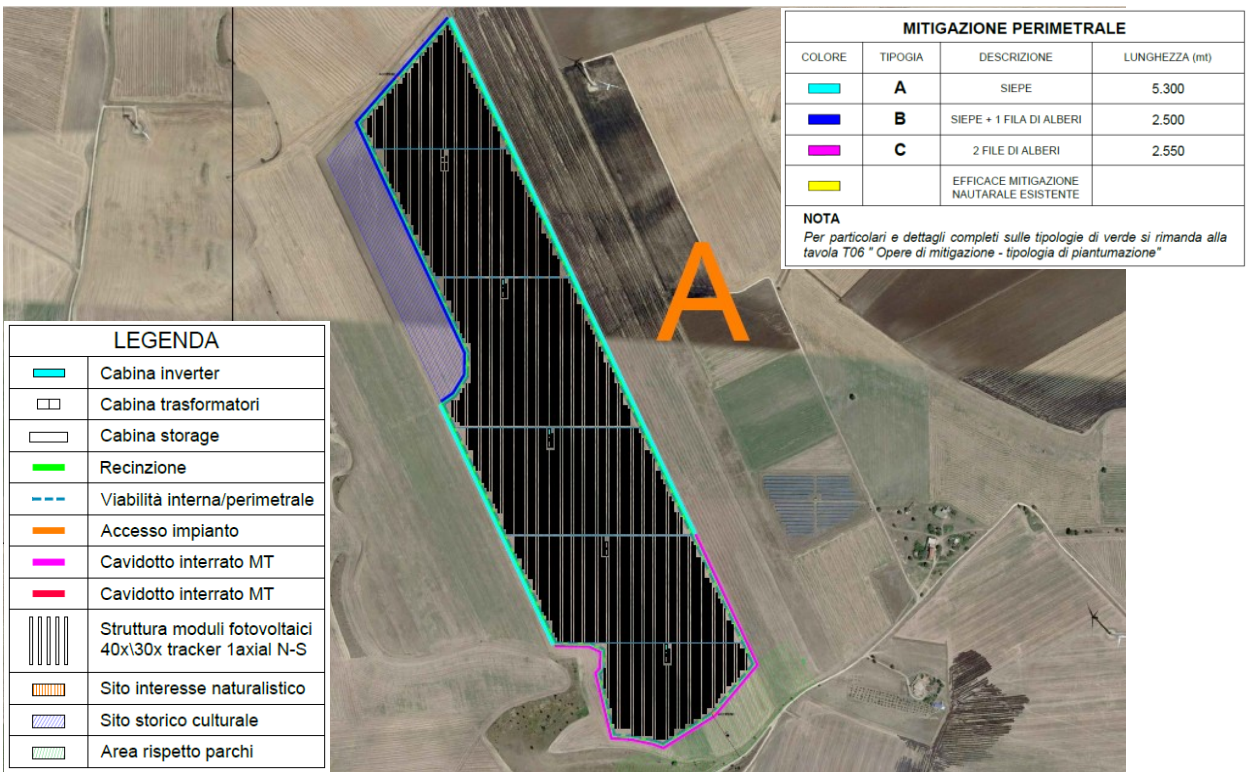 MITIGAZIONE PERIMETRALE
COLORE TIPOGIA DESCRIZIONE LUNGHEZZA (mt)
A SIEPE 5.300
B SIEPE + 1 FILA DI ALBERI 2.500
C 2 FILE DI ALBERI 2.550
EFFICACE MITIGAZIONE
NAUTARALE ESISTENTE
NOTA
Per particolari e dettagli completi sulle tipologie di verde si rimanda alla
tavola T06 " Opere di mitigazione - tipologia di piantumazione"
A
LEGENDA
Cabina inverter
Cabina trasformatori
Cabina storage
Recinzione
Viabilità interna/perimetrale
Accesso impianto
Cavidotto interrato MT
Cavidotto interrato MT
Struttura moduli fotovoltaici
40x\30x tracker 1axial N-S
Sito interesse naturalistico
Sito storico culturale
Area rispetto parchi